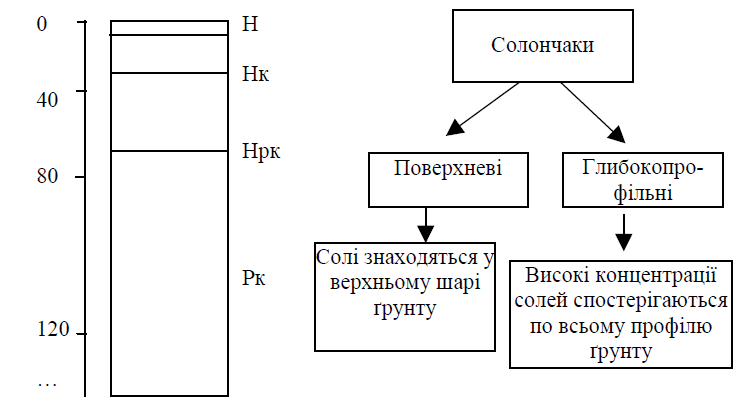 0
40
80
120
…
Н
Нк
Нрк
Рк
Солончаки
Поверхневі
Глибокопро-
фільні
Солі знаходяться у
верхньому шарі
ґрунту
Високі концентрації
солей спостерігаються
по всьому профілю
ґрунту